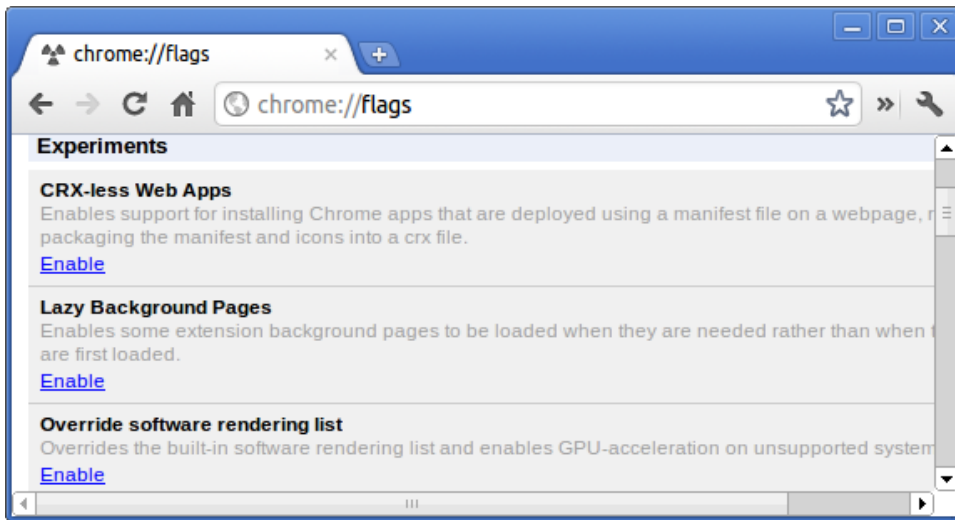 chrome://flags
chrome://flags
Experiments
CRX-less Web Apps
Enables support for installing Chrome apps that are deployed using a manifest file on a webpage,
packaging the manifest and icons into a crx file.
Enable
Lazy Background Pages
Enables some extension background pages to be loaded when they are needed rather than when
are first loaded.
Enable
Override software rendering list
Overrides the built-in software rendering list and enables GPU-acceleration on unsupported system
Enable